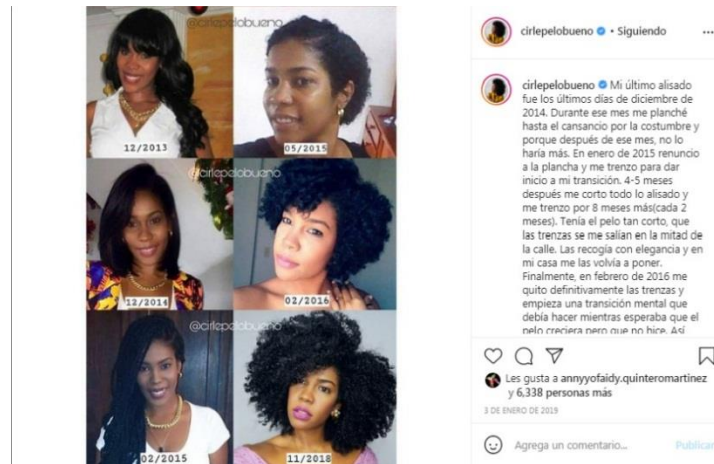 @cirlepelobueno
12/2013
05/2015
@cirlepelobueno
12/2014
02/2016
@cirlepelobueno
02/2015
11/2018
cirlepelobueno • Siguiendo
cirlepelobueno Mi último alisado
fue los últimos días de diciembre de
2014. Durante ese mes me planché
hasta el cansancio por la costumbre y
porque después de ese mes, no lo
haría más. En enero de 2015 renuncio
a la plancha y me trenzo para dar
inicio a mi transición. 4-5 meses
después me corto todo lo alisado y
me trenzo por 8 meses más(cada 2
meses). Tenía el pelo tan corto, que
las trenzas se me salían en la mitad de
la calle. Las recogía con elegancia y en
mi casa me las volvía a poner.
Finalmente, en febrero de 2016 me
quito definitivamente las trenzas y
empieza una transición mental que
debía hacer mientras esperaba que el
pelo creciera pero que no hice. Así
Les gusta a annyyofaidy.quinteromartinez
y 6,338 personas más
3 DE ENERO DE 2019
Agrega un comentario...
Publicar